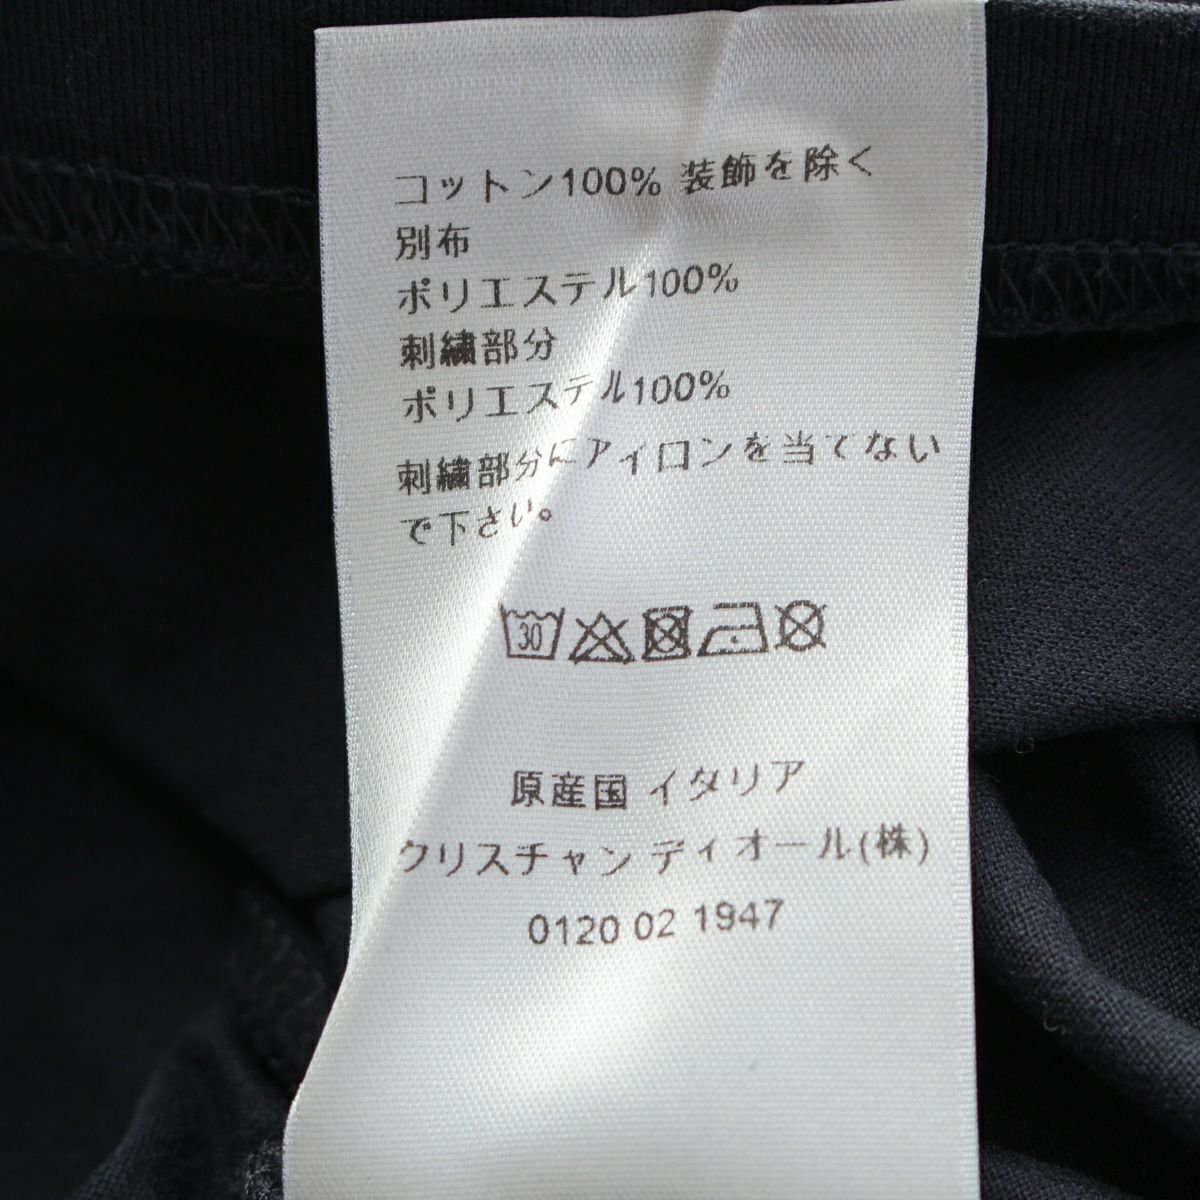 コットン100% 装飾を除く
別布
ポリエステル100%
刺繍部分
ポリエステル100%
刺繍部分にアイロンを当てない
で下さい。
30
原産国 イタリア
クリスチャン ディオール(株)
0120 02 1947